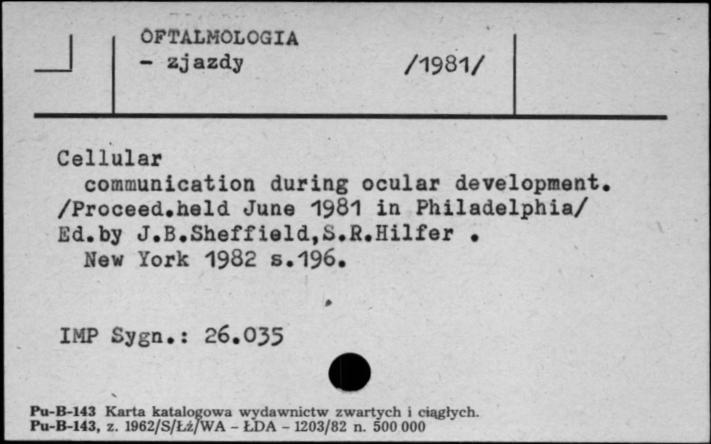 OFTALMOLOGIA
- zjazdy /1981/
Cellular
communication during ocular development.
/Proceed.held June 1981 in Philadelphia/
Ed.by J.B.Sheffield,S.R.Hilfer .
New York 1982 s.196.
IMP Sygn.: 26.035
Pu-B-143 Karta katalogowa wydawnictw zwartych i ciągłych.
Pu-B-143, z. 1962/S/Łż/WA - ŁDA - 1203/82 n. 500 000